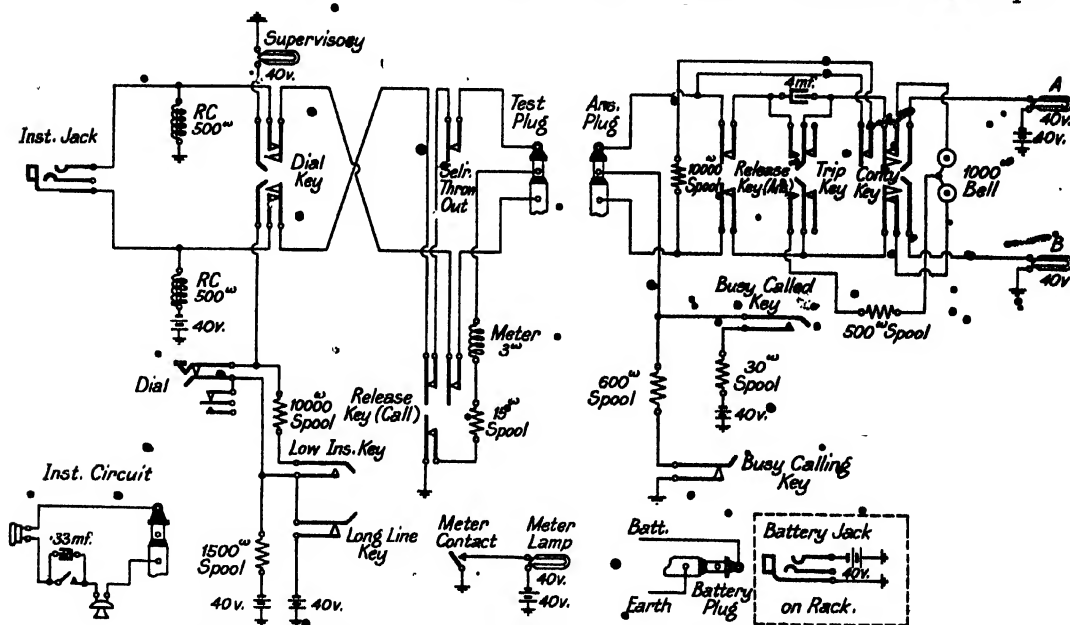 Supervisory
40v.
Inst. Jack
RC
500ω
Dial
Key
Selr.
Throw
Out
Test
Plug
Ans.
Plug
10000
Spool
Release
Key (Ans)
4mf.
Trip
Key
Conty
Key
1000ω
Bell
A
40v.
40v.
B
40v.
RC
500ω
40v.
Dial
10000ω
Spool
Release
Key (Call)
Meter
3ω
15ω
Spool
Busy Called
Key
600ω
Spool
30ω
Spool
40v.
500ω Spool
Low Ins. Key
Busy Calling
Key
Inst. Circuit
.33mf.
1500ω
Spool
Long Line
Key
40v.
40v.
Meter
Contact
Meter
Lamp
40v.
40v.
Batt.
Earth
Battery
Plug
Battery Jack
40v.
on Rack.